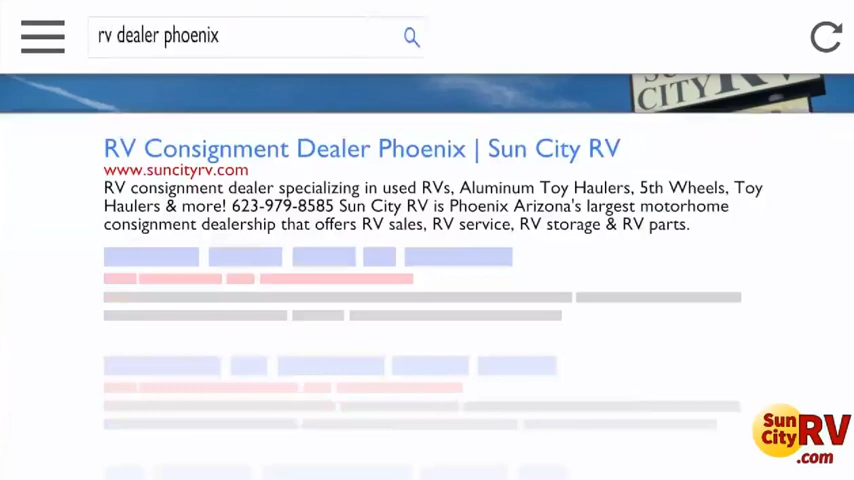 rv dealer phoenix
CITY RV
RV Consignment Dealer Phoenix | Sun City RV
www.suncityrv.com
RV consignment dealer specializing in used RVs, Aluminum Toy Haulers, 5th Wheels, Toy
Haulers & more! 623-979-8585 Sun City RV is Phoenix Arizona's largest motorhome
consignment dealership that offers RV sales, RV service, RV storage & RV parts.
Sun
City RV
.com